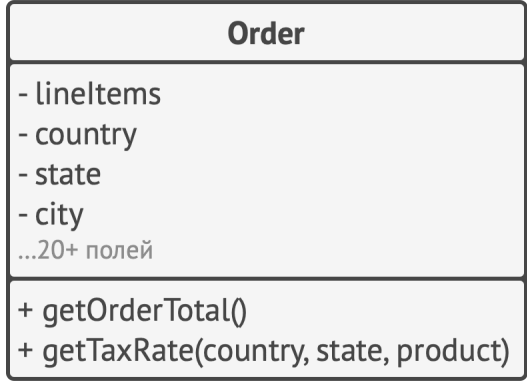 Order
- lineItems
- country
- state
- city
...20+ полей
+ getOrderTotal()
+ getTaxRate(country, state, product)